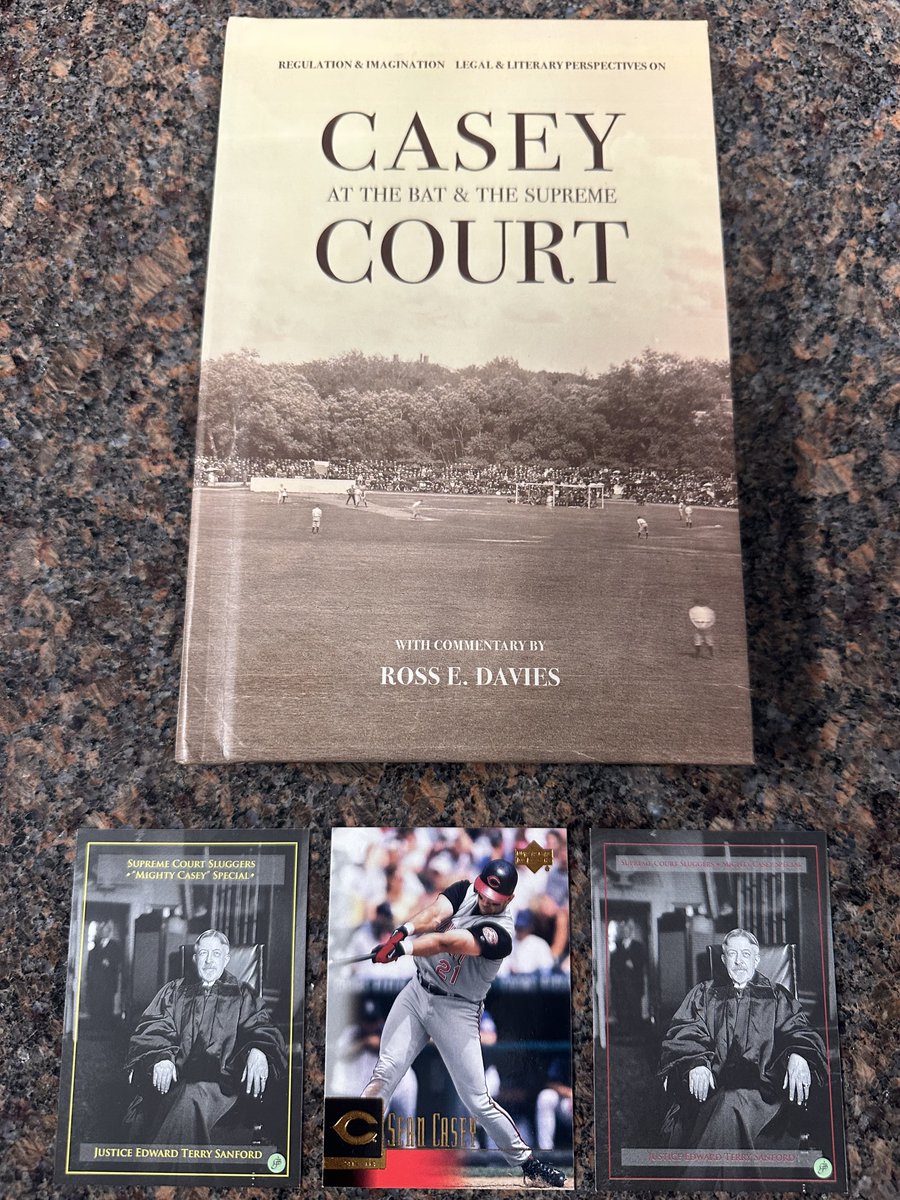 REGULATION & IMAGINATION LEGAL & LITERARY PERSPECTIVES ON
CASEY
AT THE BAT & THE SUPREME
COURT
WITH COMMENTARY BY
ROSS E. DAVIES
SUPREME COURT SLUGGERS
• "MIGHTY CASEY" SPECIAL •
JUSTICE EDWARD TERRY SANFORD
21
C
SEAN CASEY
SUPREME COURT SLUGGERS • MIGHTY CASEY SPECIAL
JUSTICE EDWARD TERRY SANFORD